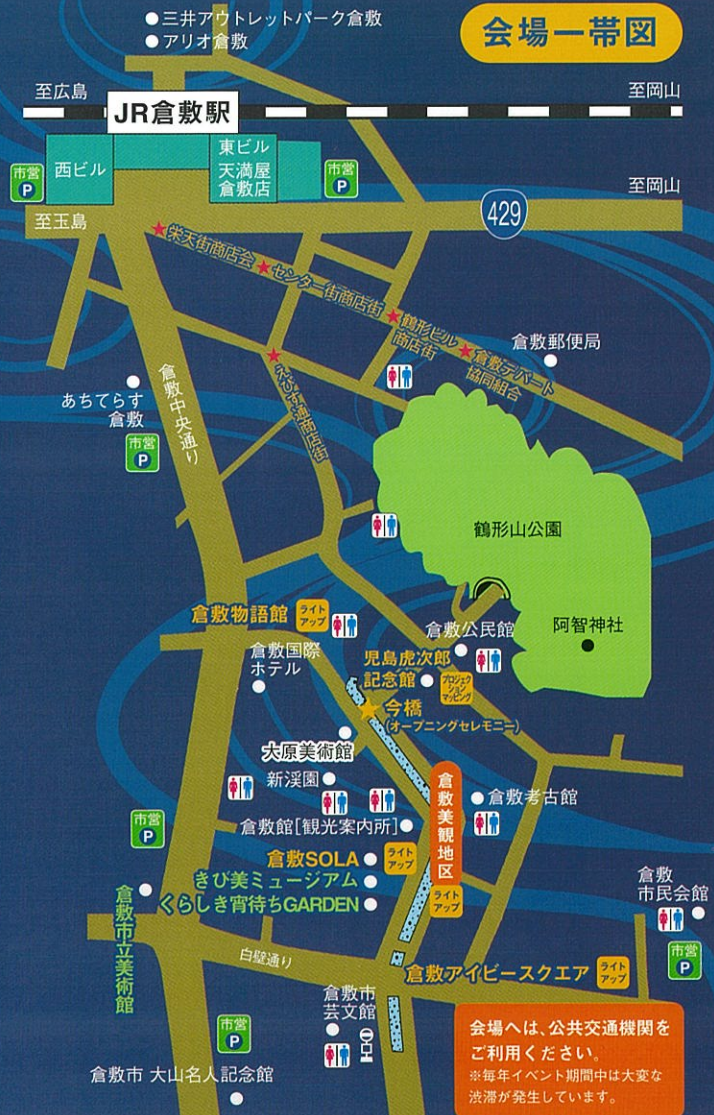 ●三井アウトレットパーク倉敷
●アリオ倉敷
会場一帯図
至広島
至岡山
JR倉敷駅
西ビル
東ビル
天満屋
倉敷店
市営
P
市営
P
至岡山
至玉島
429
★栄天街商店会
★センター街商店街
★鶴形ビル
商店街
★倉敷デパート
協同組合
倉敷郵便局
★えびす通商店街
あちてらす
倉敷
市営
P
倉敷中央通り
鶴形山公園
阿智神社
倉敷物語館
ライト
アップ
倉敷公民館
倉敷国際
ホテル
児島虎次郎
記念館
プロジェク
ション
マッピング
今橋
(オープニングセレモニー)
大原美術館
新渓園
倉敷美観地区
ライト
アップ
倉敷考古館
市営
P
倉敷館[観光案内所]
倉敷SOLA
ライト
アップ
きび美ミュージアム
くらしき宵待ちGARDEN
倉敷市立美術館
倉敷
市民会館
市営
P
白壁通り
倉敷アイビースクエア
ライト
アップ
倉敷市
芸文館
市営
P
倉敷市 大山名人記念館
会場へは、公共交通機関を
ご利用ください。
※毎年イベント期間中は大変な
渋滞が発生しています。